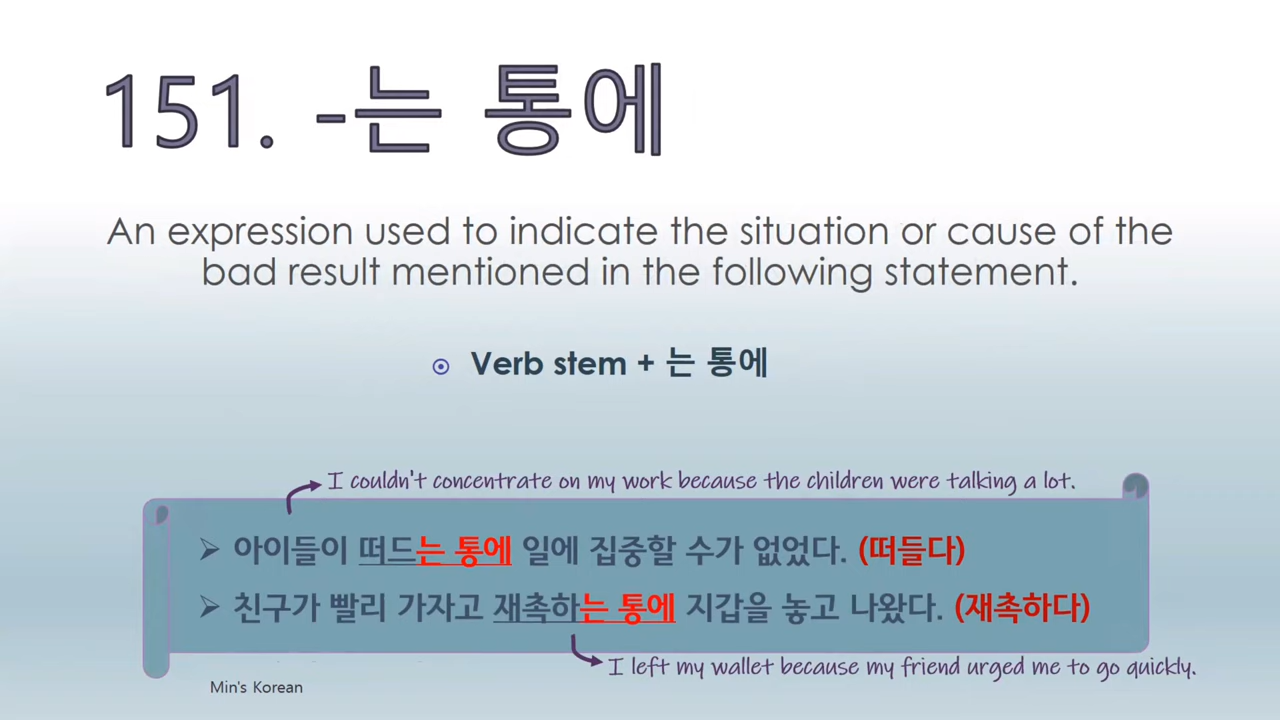 151. -는 통에
An expression used to indicate the situation or cause of the
bad result mentioned in the following statement.
Verb stem + 는 통에
I couldn't concentrate on my work because the children were talking a lot.
아이들이 떠드는 통에 일에 집중할 수가 없었다. (떠들다)
친구가 빨리 가자고 재촉하는 통에 지갑을 놓고 나왔다. (재촉하다)
I left my wallet because my friend urged me to go quickly.
Min's Korean